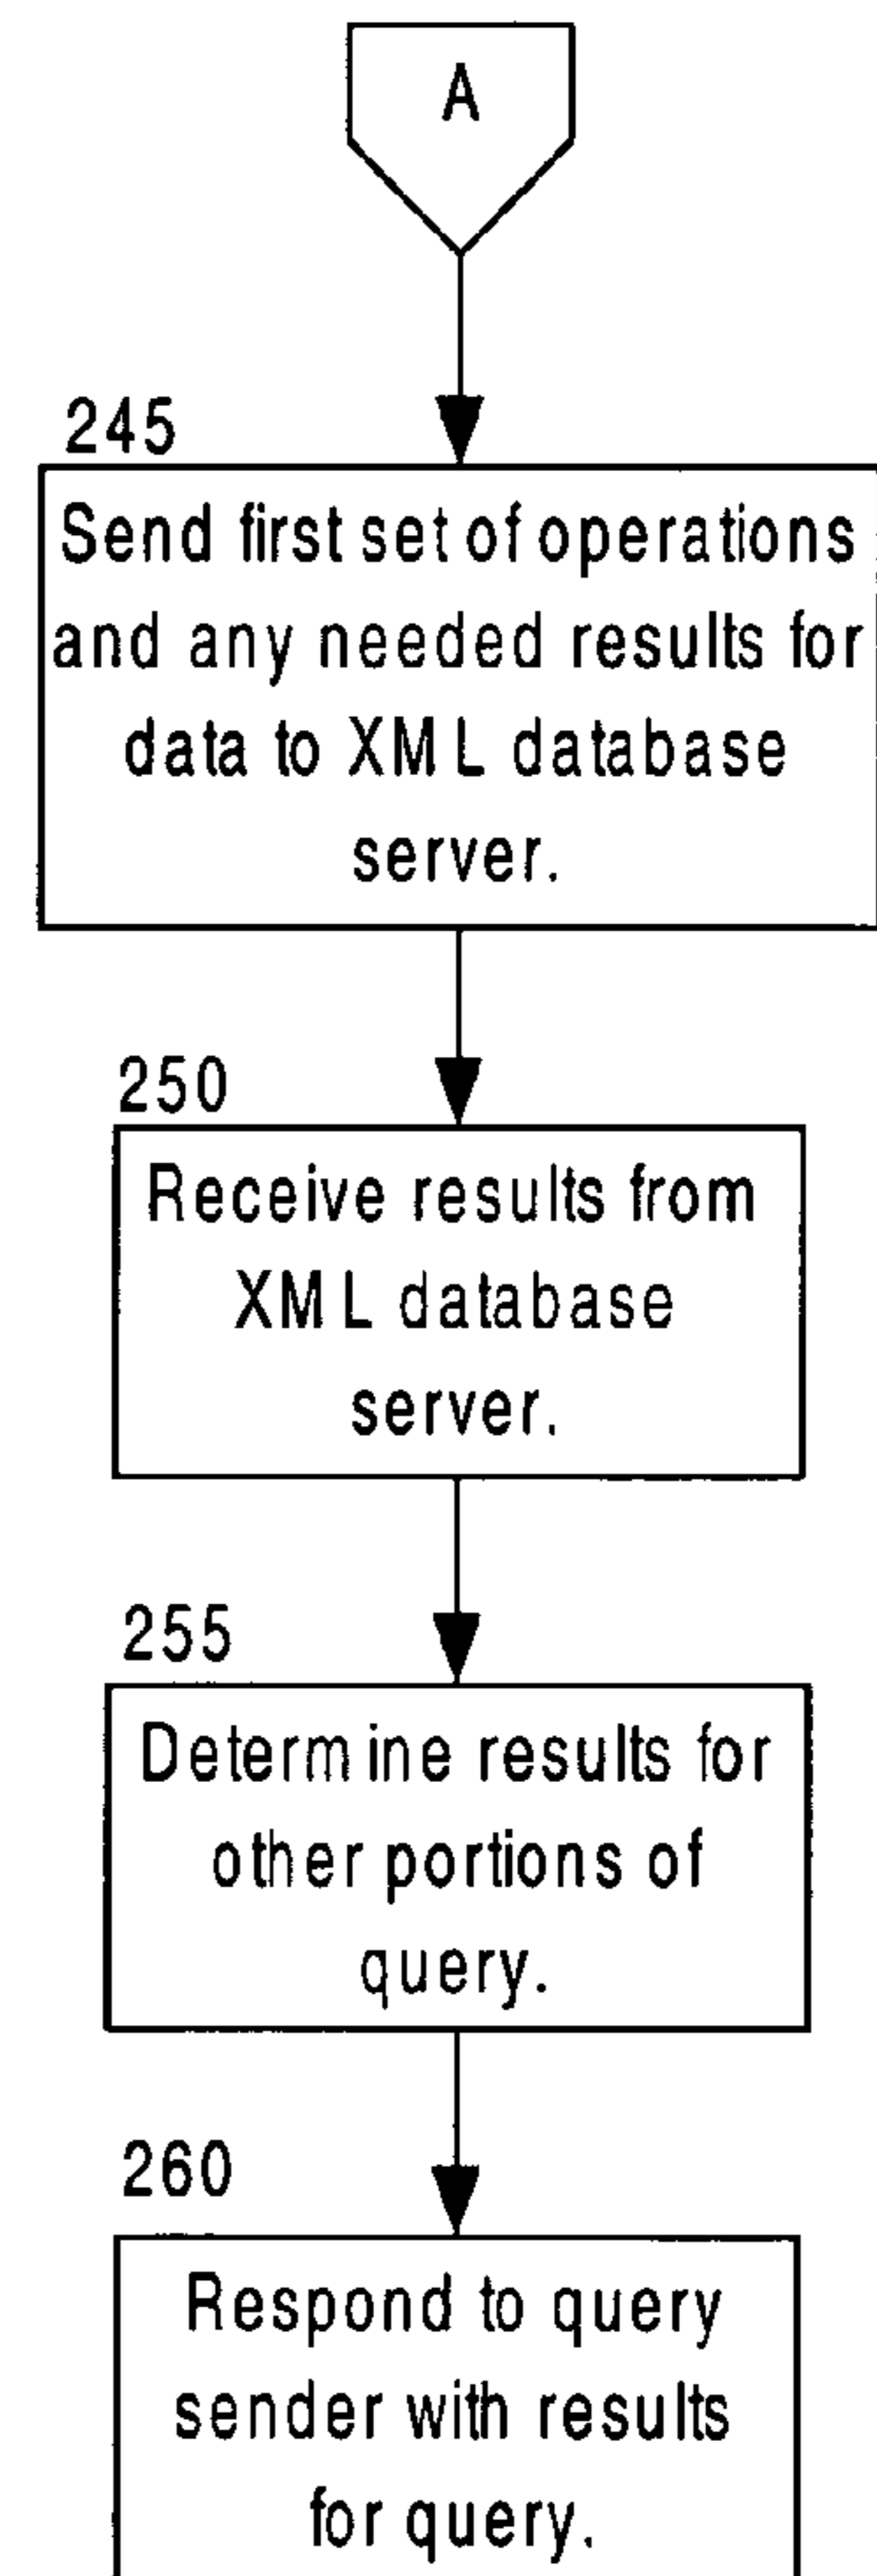 A
245
Send first set of operations
and any needed results for
data to XML database
server.
250
Receive results from
XML database
server.
255
Determine results for
other portions of
query.
260
Respond to query
sender with results
for query.